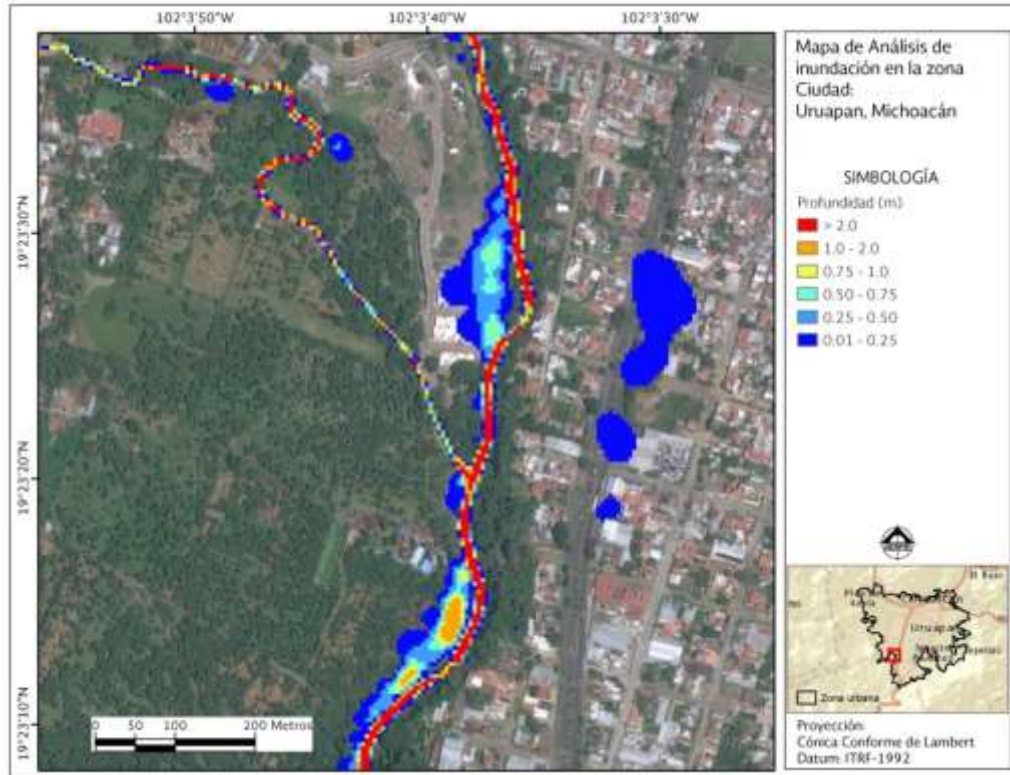 102°3'50"W 102°3'40"W 102°3'30"W
19°23'30"N
19°23'20"N
19°23'10"N
0 50 100 200 Metros
Mapa de Análisis de
inundación en la zona
Ciudad:
Uruapan, Michoacán
SIMBOLOGÍA
Profundidad (m)
> 2.0
1.0 - 2.0
0.75 - 1.0
0.50 - 0.75
0.25 - 0.50
0.01 - 0.25
Uruapan
Zona urbana
Proyección:
Cónica Conforme de Lambert
Datum: ITRF-1992